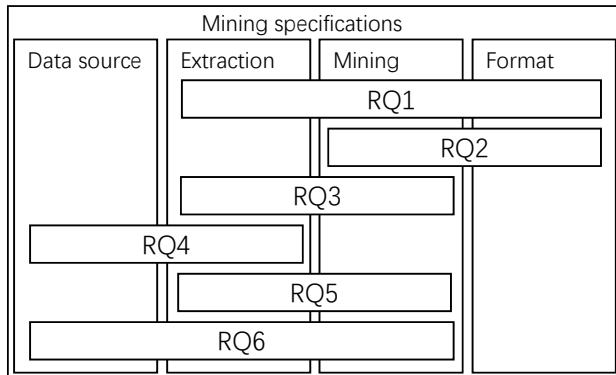 Mining specifications
Data source Extraction Mining Format
RQ1
RQ2
RQ3
RQ4
RQ5
RQ6